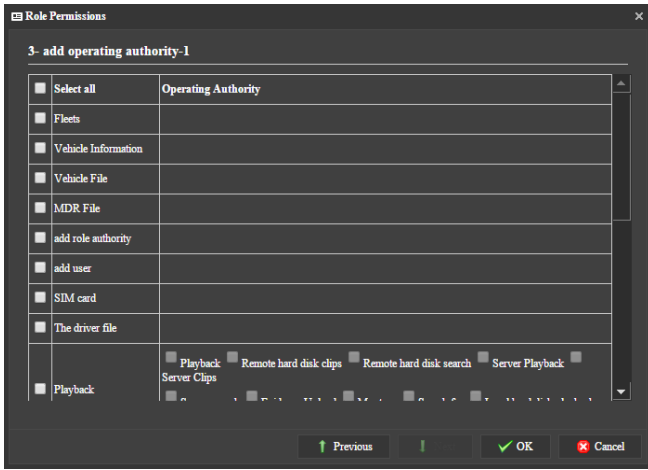 Role Permissions
3- add operating authority-1
Select all Operating Authority
Fleets
Vehicle Information
Vehicle File
MDR File
add role authority
add user
SIM card
The driver file
Playback Remote hard disk clips Remote hard disk search Server Playback
Server Clips
Playback
Previous OK Cancel